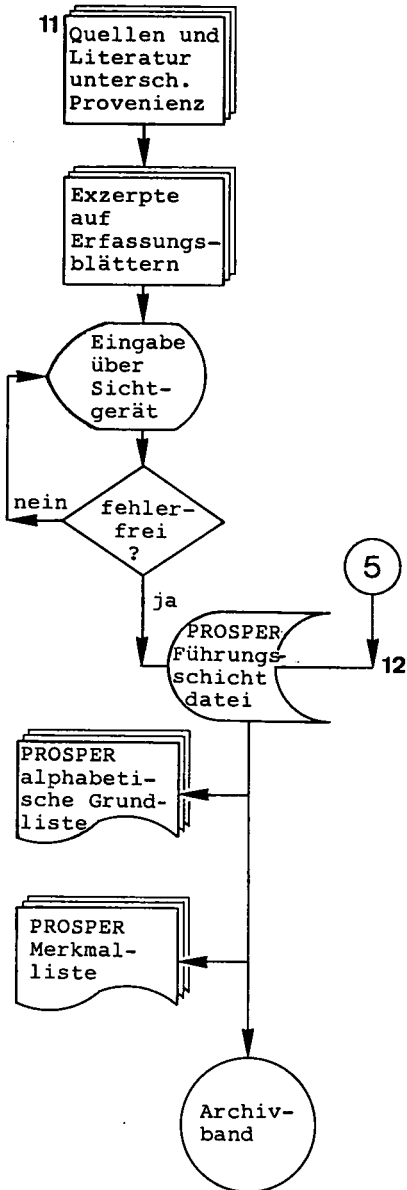 11
Quellen und
Literatur
untersch.
Provenienz
Exzerpte
auf
Erfassungs-
blättern
Eingabe
über
Sicht-
gerät
nein
fehler-
frei
?
ja
5
PROSPER
Führungs-
schicht
datei
12
PROSPER
alphabeti-
sche Grund-
liste
PROSPER
Merkmal-
liste
Archiv-
band